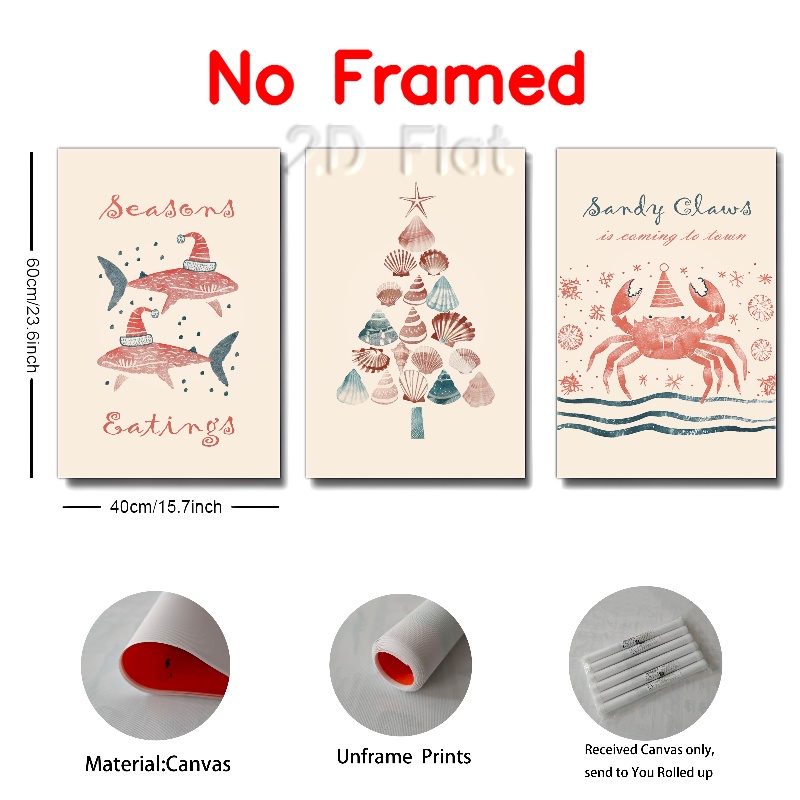 No Framed
2D Flat
Seasons
Eatings
Sandy Claws
is coming to town
60cm/23.6inch
40cm/15.7inch
Material:Canvas
Unframe Prints
Received Canvas only,
send to You Rolled up